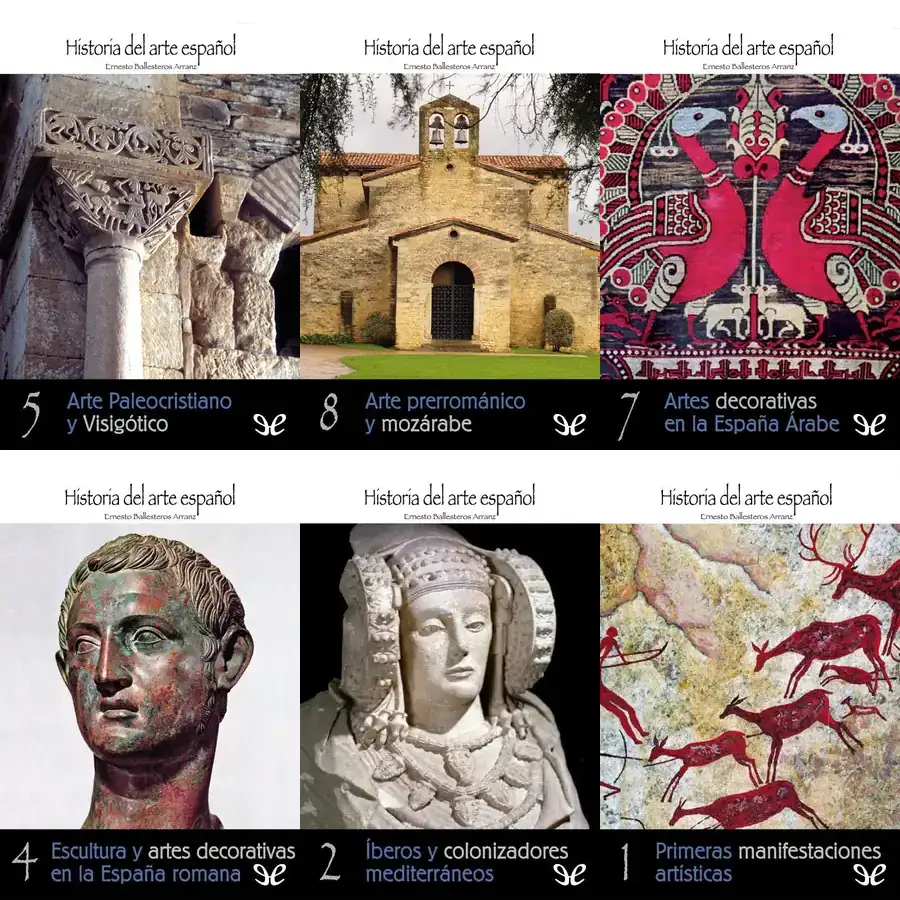 Historia del arte español
Ernesto Ballesteros Arranz
5
Arte Paleocristiano
y Visigótico
Historia del arte español
Ernesto Ballesteros Arranz
8
Arte prerrománico
y mozárabe
Historia del arte español
Ernesto Ballesteros Arranz
7
Artes decorativas
en la España Árabe
Historia del arte español
Ernesto Ballesteros Arranz
4
Escultura y artes decorativas
en la España romana
Historia del arte español
Ernesto Ballesteros Arranz
2
Íberos y colonizadores
mediterráneos
Historia del arte español
Ernesto Ballesteros Arranz
1
Primeras manifestaciones
artísticas